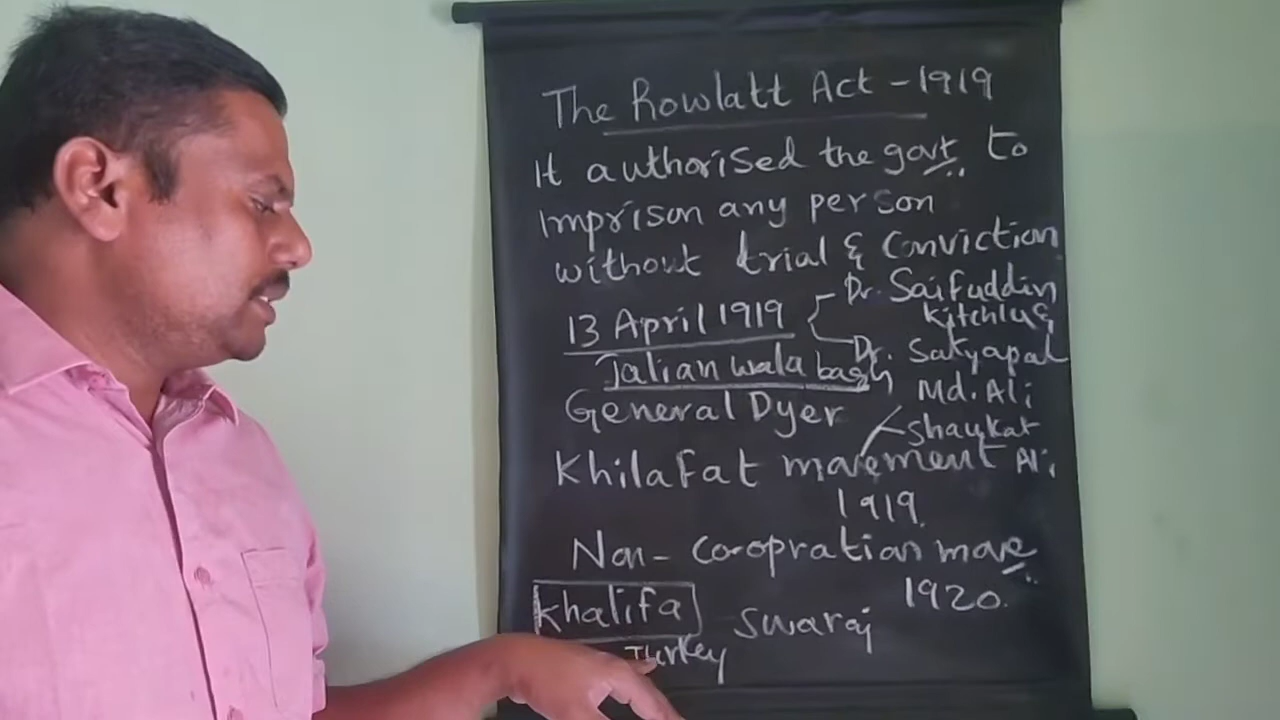 The Rowlatt Act - 1919
It authorised the govt to
imprison any person
without trial & Conviction
13 April 1919
Dr. Saifuddin
Kitchlu &
Dr. Satyapal
Jalian wala bagh
Md. Ali
General Dyer
Shaukat
Ali
Khilafat movement
1919.
Non - Co-opration move
1920.
Khalifa
Swaraj
Turkey